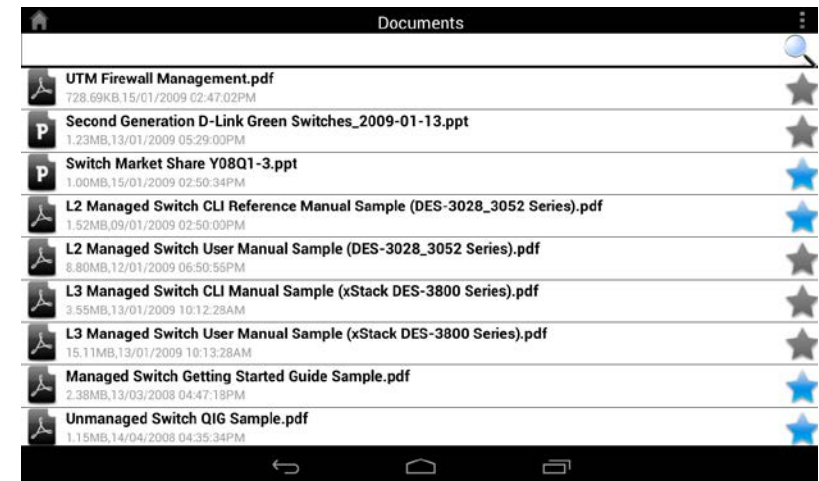 Documents
UTM Firewall Management.pdf
728.69KB,15/01/2009 02:47:02PM
Second Generation D-Link Green Switches_2009-01-13.ppt
1.23MB,13/01/2009 05:29:00PM
Switch Market Share Y08Q1-3.ppt
1.00MB,15/01/2009 02:50:34PM
L2 Managed Switch CLI Reference Manual Sample (DES-3028_3052 Series).pdf
1.52MB,09/01/2009 02:50:00PM
L2 Managed Switch User Manual Sample (DES-3028_3052 Series).pdf
8.80MB,12/01/2009 06:50:55PM
L3 Managed Switch CLI Manual Sample (xStack DES-3800 Series).pdf
3.55MB,13/01/2009 10:12:28AM
L3 Managed Switch User Manual Sample (xStack DES-3800 Series).pdf
15.11MB,13/01/2009 10:13:28AM
Managed Switch Getting Started Guide Sample.pdf
2.38MB,13/03/2008 04:47:18PM
Unmanaged Switch QIG Sample.pdf
1.15MB,14/04/2008 04:35:34PM